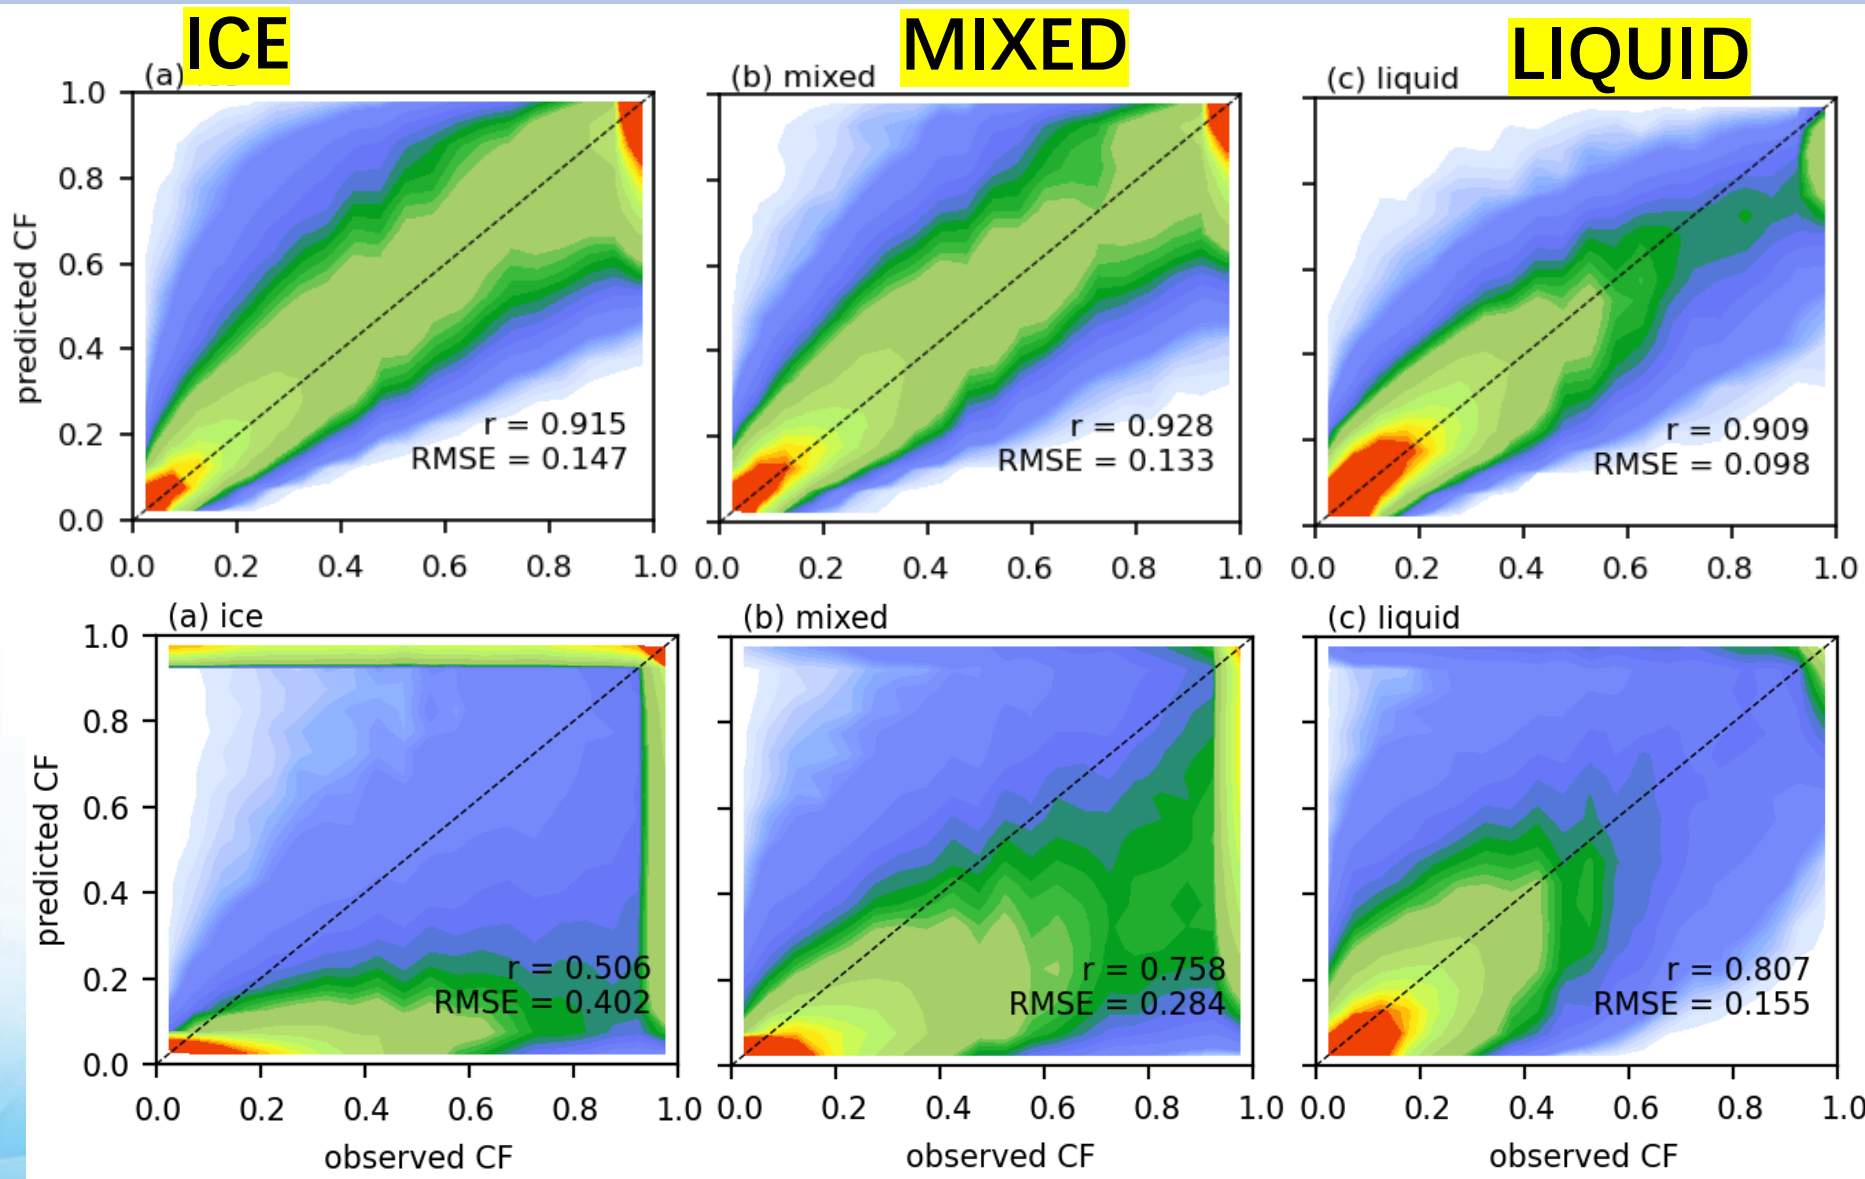 ICE MIXED LIQUID
(a) (b) mixed (c) liquid
1.0
0.8
0.6
0.4
0.2
0.0
predicted CF
r = 0.915 r = 0.928 r = 0.909
RMSE = 0.147 RMSE = 0.133 RMSE = 0.098
0.0 0.2 0.4 0.6 0.8 1.0 0.0 0.2 0.4 0.6 0.8 1.0 0.0 0.2 0.4 0.6 0.8 1.0
(a) ice (b) mixed (c) liquid
1.0
0.8
0.6
0.4
0.2
0.0
predicted CF
r = 0.506 r = 0.758 r = 0.807
RMSE = 0.402 RMSE = 0.284 RMSE = 0.155
0.0 0.2 0.4 0.6 0.8 1.0 0.0 0.2 0.4 0.6 0.8 1.0 0.0 0.2 0.4 0.6 0.8 1.0
observed CF observed CF observed CF